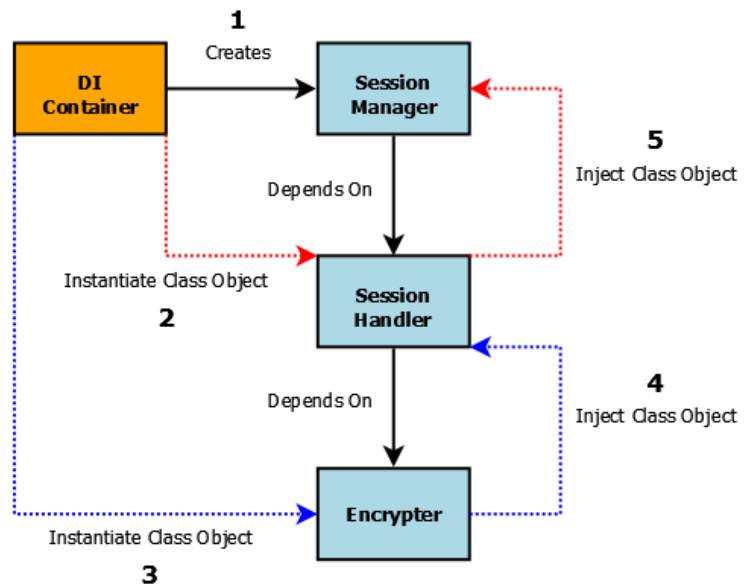 1
Creates
DI
Container
Session
Manager
5
Inject Class Object
Depends On
Instantiate Class Object
2
Session
Handler
4
Inject Class Object
Depends On
Encrypter
Instantiate Class Object
3